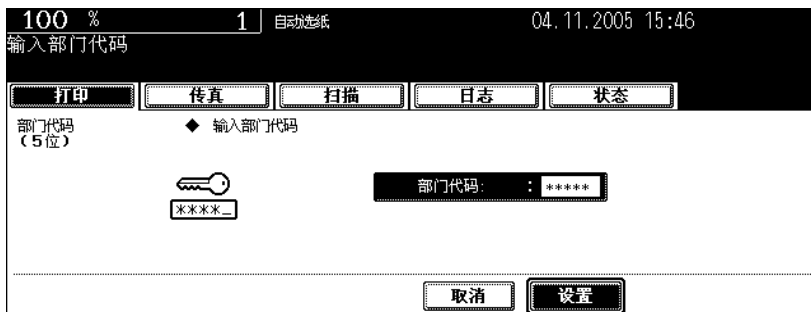 100 % 1 自动选纸 04.11.2005 15:46
输入部门代码
打印 传真 扫描 日志 状态
部门代码 ◆ 输入部门代码
(5位)
部门代码: : *****
****_
取消 设置